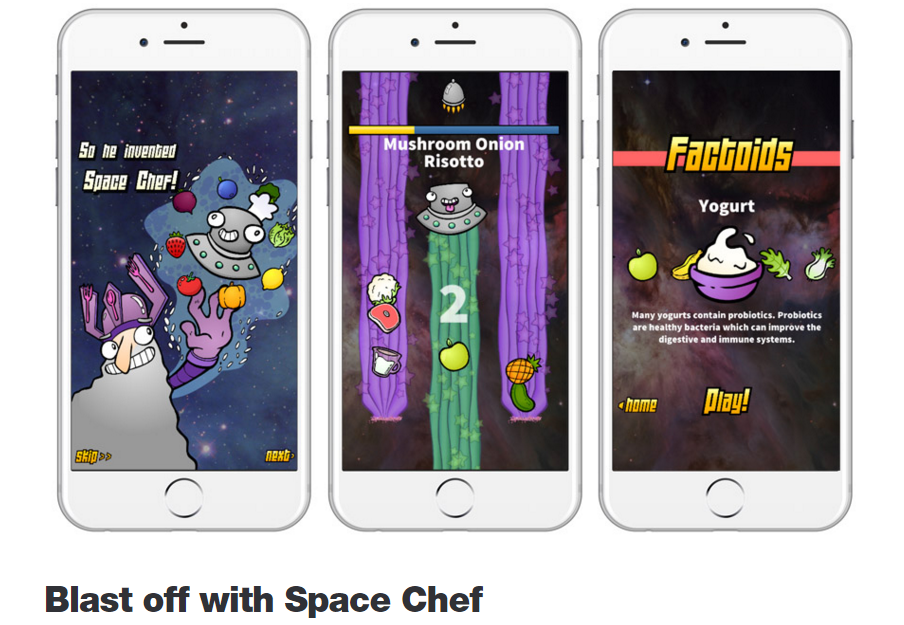 So he invented
Space Chef!
skip>>
next>
Mushroom Onion
Risotto
2
Factoids
Yogurt
Many yogurts contain probiotics. Probiotics
are healthy bacteria which can improve the
digestive and immune systems.
home
Play!
Blast off with Space Chef